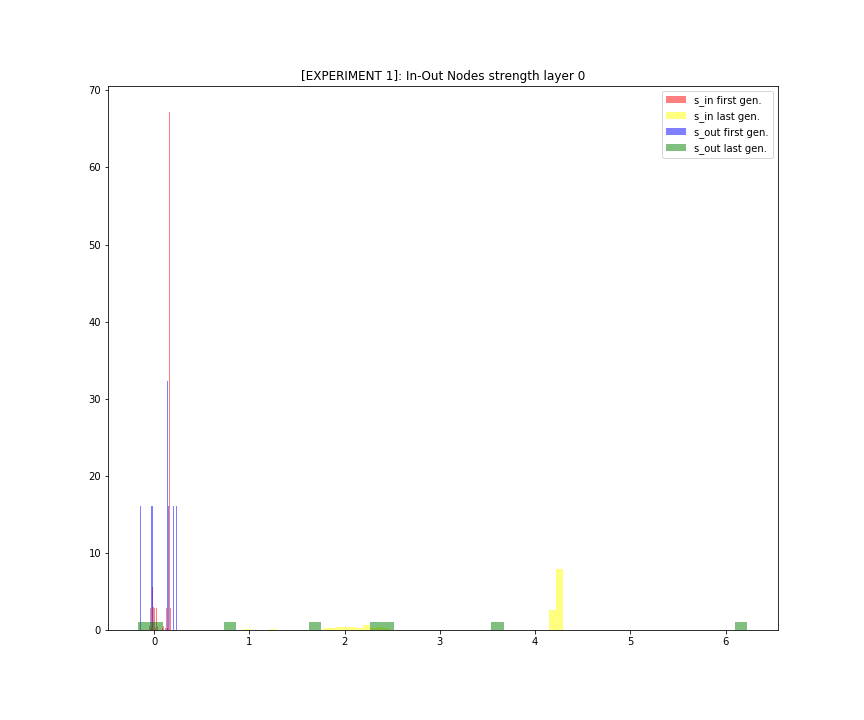 [EXPERIMENT 1]: In-Out Nodes strength layer 0
70
60
50
40
30
20
10
0
s_in first gen.
s_in last gen.
s_out first gen.
s_out last gen.
0 1 2 3 4 5 6